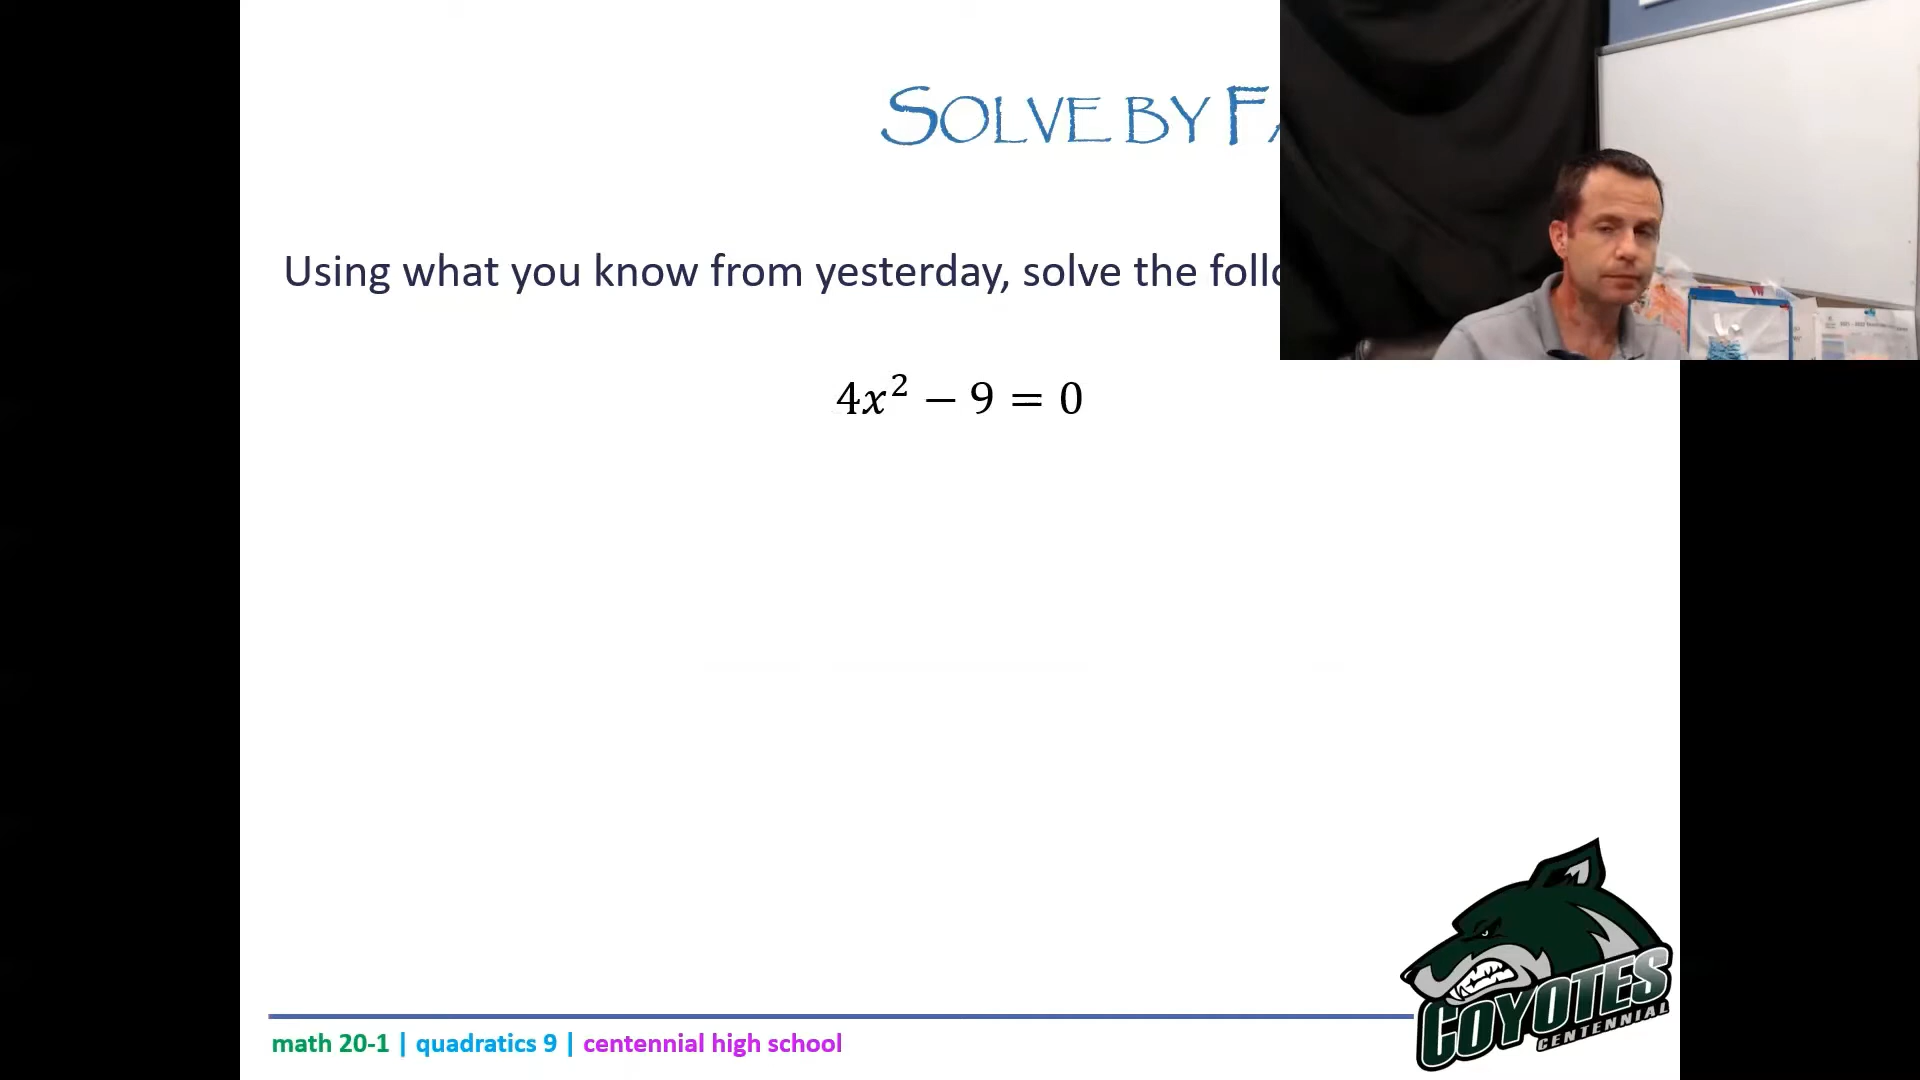 SOLVE BY
Using what you know from yesterday, solve the
4x² − 9 = 0
COYOTES
CENTENNIAL
math 20-1 | quadratics 9 | centennial high school